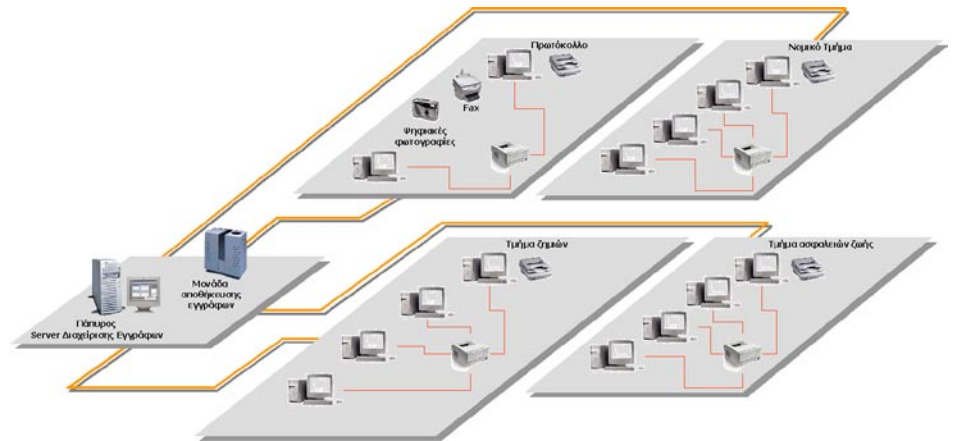 Πρωτόκολλο
Νομικό Τμήμα
Fax
Ψηφιακές
φωτογραφίες
Τμήμα ζημιών
Τμήμα ασφαλειών ζωής
Μονάδα
αποθήκευσης
εγγράφων
Πάπυρος
Server Διαχείρισης Εγγράφων